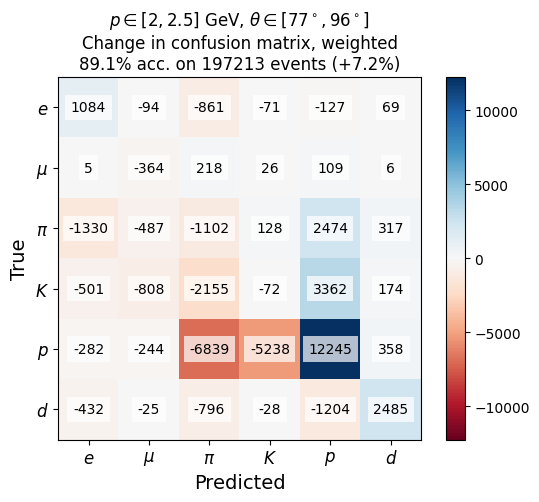 p ∈ [2, 2.5] GeV, θ ∈ [77°, 96°]
Change in confusion matrix, weighted
89.1% acc. on 197213 events (+7.2%)
e 1084 -94 -861 -71 -127 69
μ 5 -364 218 26 109 6
π -1330 -487 -1102 128 2474 317
K -501 -808 -2155 -72 3362 174
p -282 -244 -6839 -5238 12245 358
d -432 -25 -796 -28 -1204 2485
e μ π K p d
Predicted
True
10000
5000
0
−5000
−10000